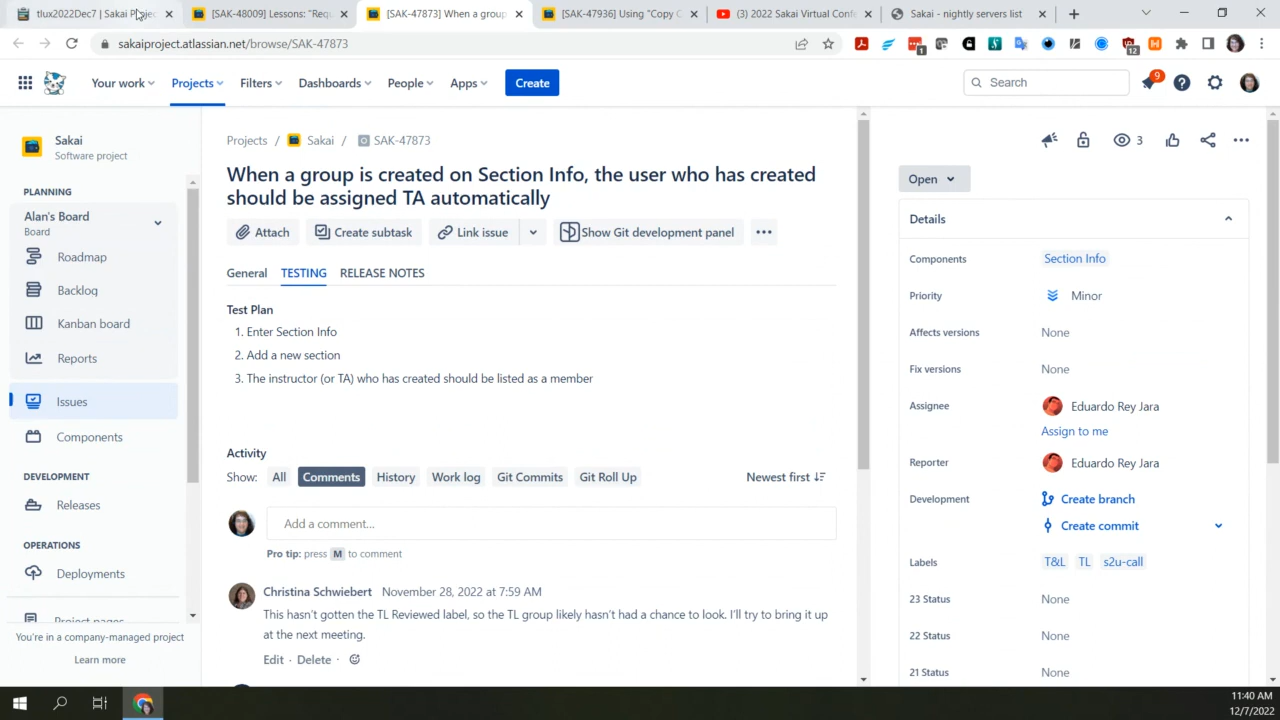 tlux2022Dec7 | Sakai Proje
[SAK-48009] Lessons: "Requ
[SAK-47873] When a group
[SAK-47936] Using "Copy C
(3) 2022 Sakai Virtual Confe
Sakai - nightly servers list
sakaiproject.atlassian.net/browse/SAK-47873
1
12
Your work
Projects
Filters
Dashboards
People
Apps
Create
Search
9
Sakai
Software project
PLANNING
Alan's Board
Board
Roadmap
Backlog
Kanban board
Reports
Issues
Components
DEVELOPMENT
Releases
OPERATIONS
Deployments
Project pages
You're in a company-managed project
Learn more
Projects / Sakai / SAK-47873
When a group is created on Section Info, the user who has created
should be assigned TA automatically
Attach
Create subtask
Link issue
Show Git development panel
General
TESTING
RELEASE NOTES
Test Plan
1. Enter Section Info
2. Add a new section
3. The instructor (or TA) who has created should be listed as a member
Activity
Show:
All
Comments
History
Work log
Git Commits
Git Roll Up
Newest first
Add a comment...
Pro tip: press M to comment
Christina Schwiebert November 28, 2022 at 7:59 AM
This hasn't gotten the TL Reviewed label, so the TL group likely hasn't had a chance to look. I'll try to bring it up
at the next meeting.
Edit · Delete ·
3
Open
Details
Components
Section Info
Priority
Minor
Affects versions
None
Fix versions
None
Assignee
Eduardo Rey Jara
Assign to me
Reporter
Eduardo Rey Jara
Development
Create branch
Create commit
Labels
T&L TL s2u-call
23 Status
None
22 Status
None
21 Status
None
11:40 AM
12/7/2022